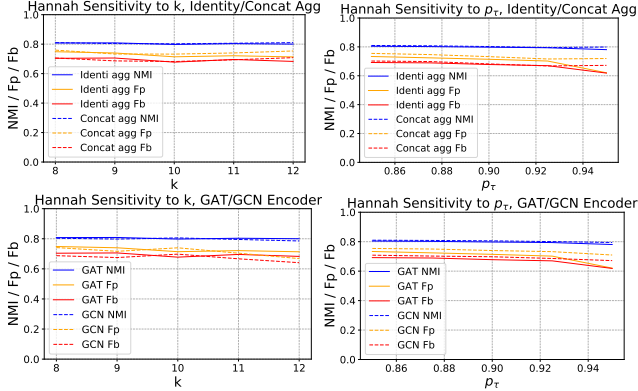 Hannah Sensitivity to k, Identity/Concat Agg
NMI / Fp / Fb
1.0
0.8
0.6
0.4
0.2
0.0
Identi agg NMI
Identi agg Fp
Identi agg Fb
Concat agg NMI
Concat agg Fp
Concat agg Fb
8 9 10 11 12
k
Hannah Sensitivity to pτ, Identity/Concat Agg
1.0
0.8
0.6
0.4
0.2
0.0
Identi agg NMI
Identi agg Fp
Identi agg Fb
Concat agg NMI
Concat agg Fp
Concat agg Fb
0.86 0.88 0.90 0.92 0.94
pτ
Hannah Sensitivity to k, GAT/GCN Encoder
NMI / Fp / Fb
1.0
0.8
0.6
0.4
0.2
0.0
GAT NMI
GAT Fp
GAT Fb
GCN NMI
GCN Fp
GCN Fb
8 9 10 11 12
k
Hannah Sensitivity to pτ, GAT/GCN Encoder
1.0
0.8
0.6
0.4
0.2
0.0
GAT NMI
GAT Fp
GAT Fb
GCN NMI
GCN Fp
GCN Fb
0.86 0.88 0.90 0.92 0.94
pτ